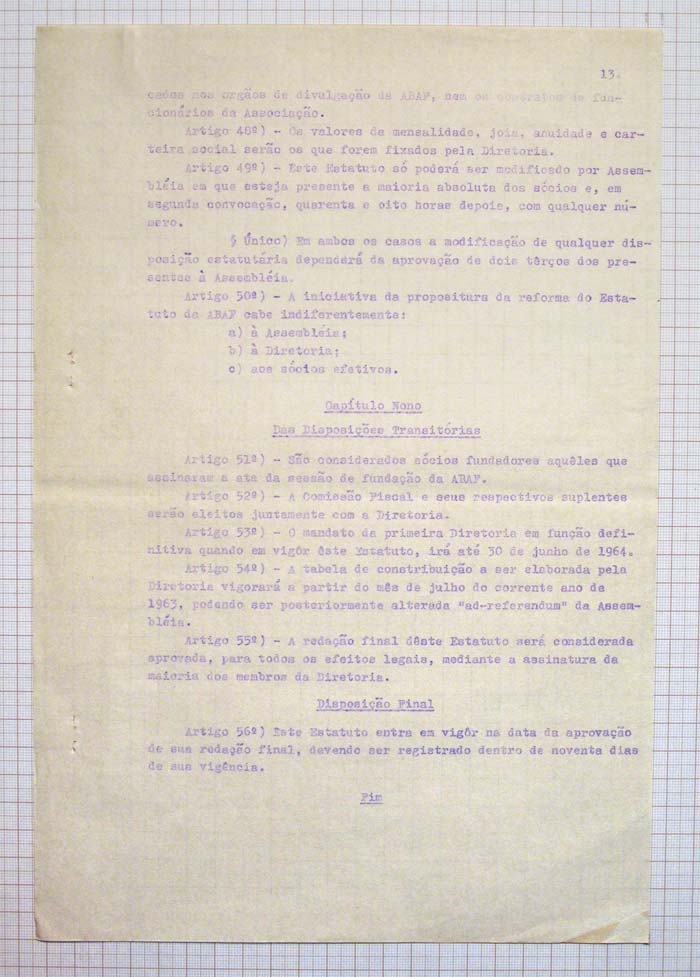 13.
cados nos orgãos de divulgação da ABAF, nem os contratos de fun-
cionários da Associação.
Artigo 48º) - Os valores da mensalidade, joia, anuidade e car-
teira social serão os que forem fixados pela Diretoria.
Artigo 49º) - Este Estatuto só poderá ser modificado por Assem-
bléia em que esteja presente a maioria absoluta dos sócios e, em
segunda convocação, quarenta e oito horas depois, com qualquer nú-
mero.
§ Único) Em ambos os casos a modificação de qualquer dis-
posição estatutária dependerá da aprovação de dois têrços dos pre-
sentes à Assembléia.
Artigo 50º) - A iniciativa da propositura da reforma do Esta-
tuto da ABAF cabe indiferentemente:
a) à Assembléia;
b) à Diretoria;
c) aos sócios efetivos.
Capítulo Nono
Das Disposições Transitórias
Artigo 51º) - São considerados sócios fundadores aquêles que
assinaram a ata da sessão de fundação da ABAF.
Artigo 52º) - A Comissão Fiscal e seus respectivos suplentes
serão eleitos juntamente com a Diretoria.
Artigo 53º) - O mandato da primeira Diretoria em função defi-
nitiva quando em vigôr êste Estatuto, irá até 30 de junho de 1964.
Artigo 54º) - A tabela de constribuição a ser elaborada pela
Diretoria vigorará a partir do mês de julho do corrente ano de
1963, podendo ser posteriormente alterada "ad-referendum" da Assem-
bléia.
Artigo 55º) - A redação final dêste Estatuto será considerada
aprovada, para todos os efeitos legais, mediante a assinatura da
maioria dos membros da Diretoria.
Disposição Final
Artigo 56º) Este Estatuto entra em vigôr na data da aprovação
de sua redação final, devendo ser registrado dentro de noventa dias
de sua vigência.
Fim